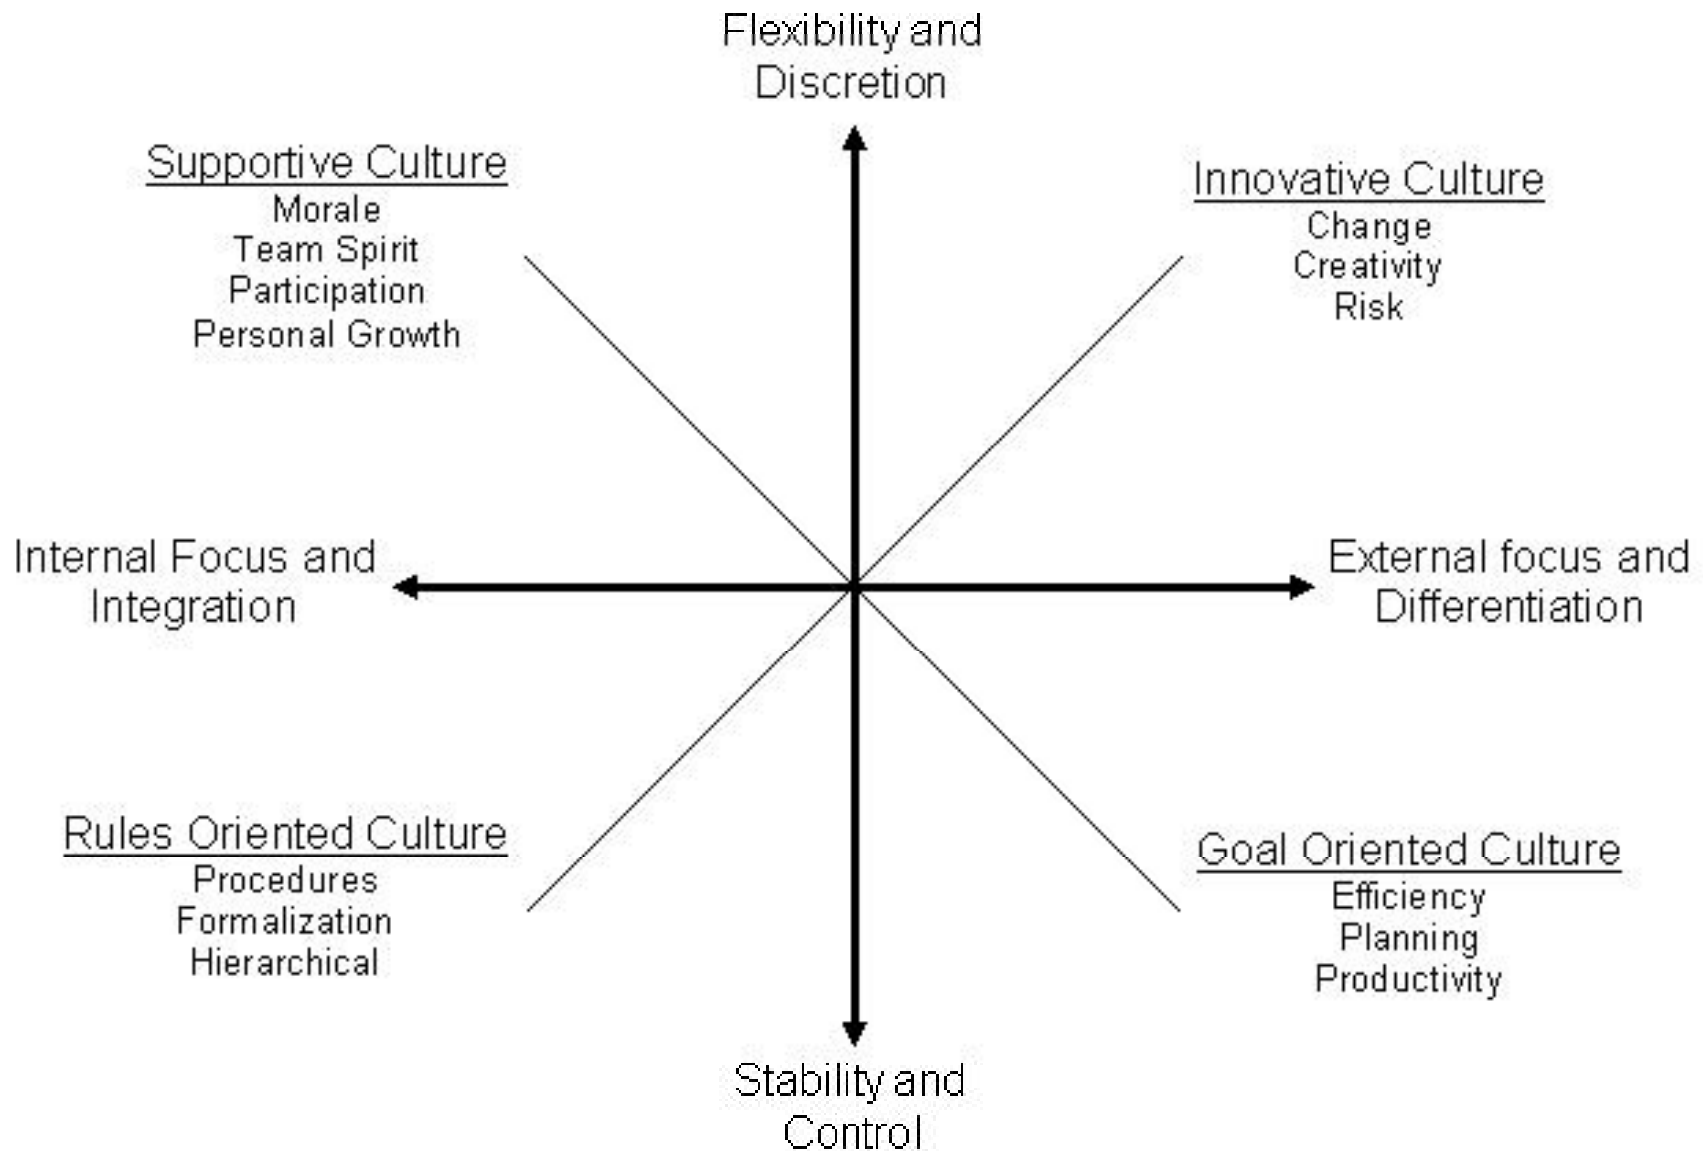 Flexibility and
Discretion
Supportive Culture
Morale
Team Spirit
Participation
Personal Growth
Innovative Culture
Change
Creativity
Risk
Internal Focus and
Integration
External focus and
Differentiation
Rules Oriented Culture
Procedures
Formalization
Hierarchical
Goal Oriented Culture
Efficiency
Planning
Productivity
Stability and
Control